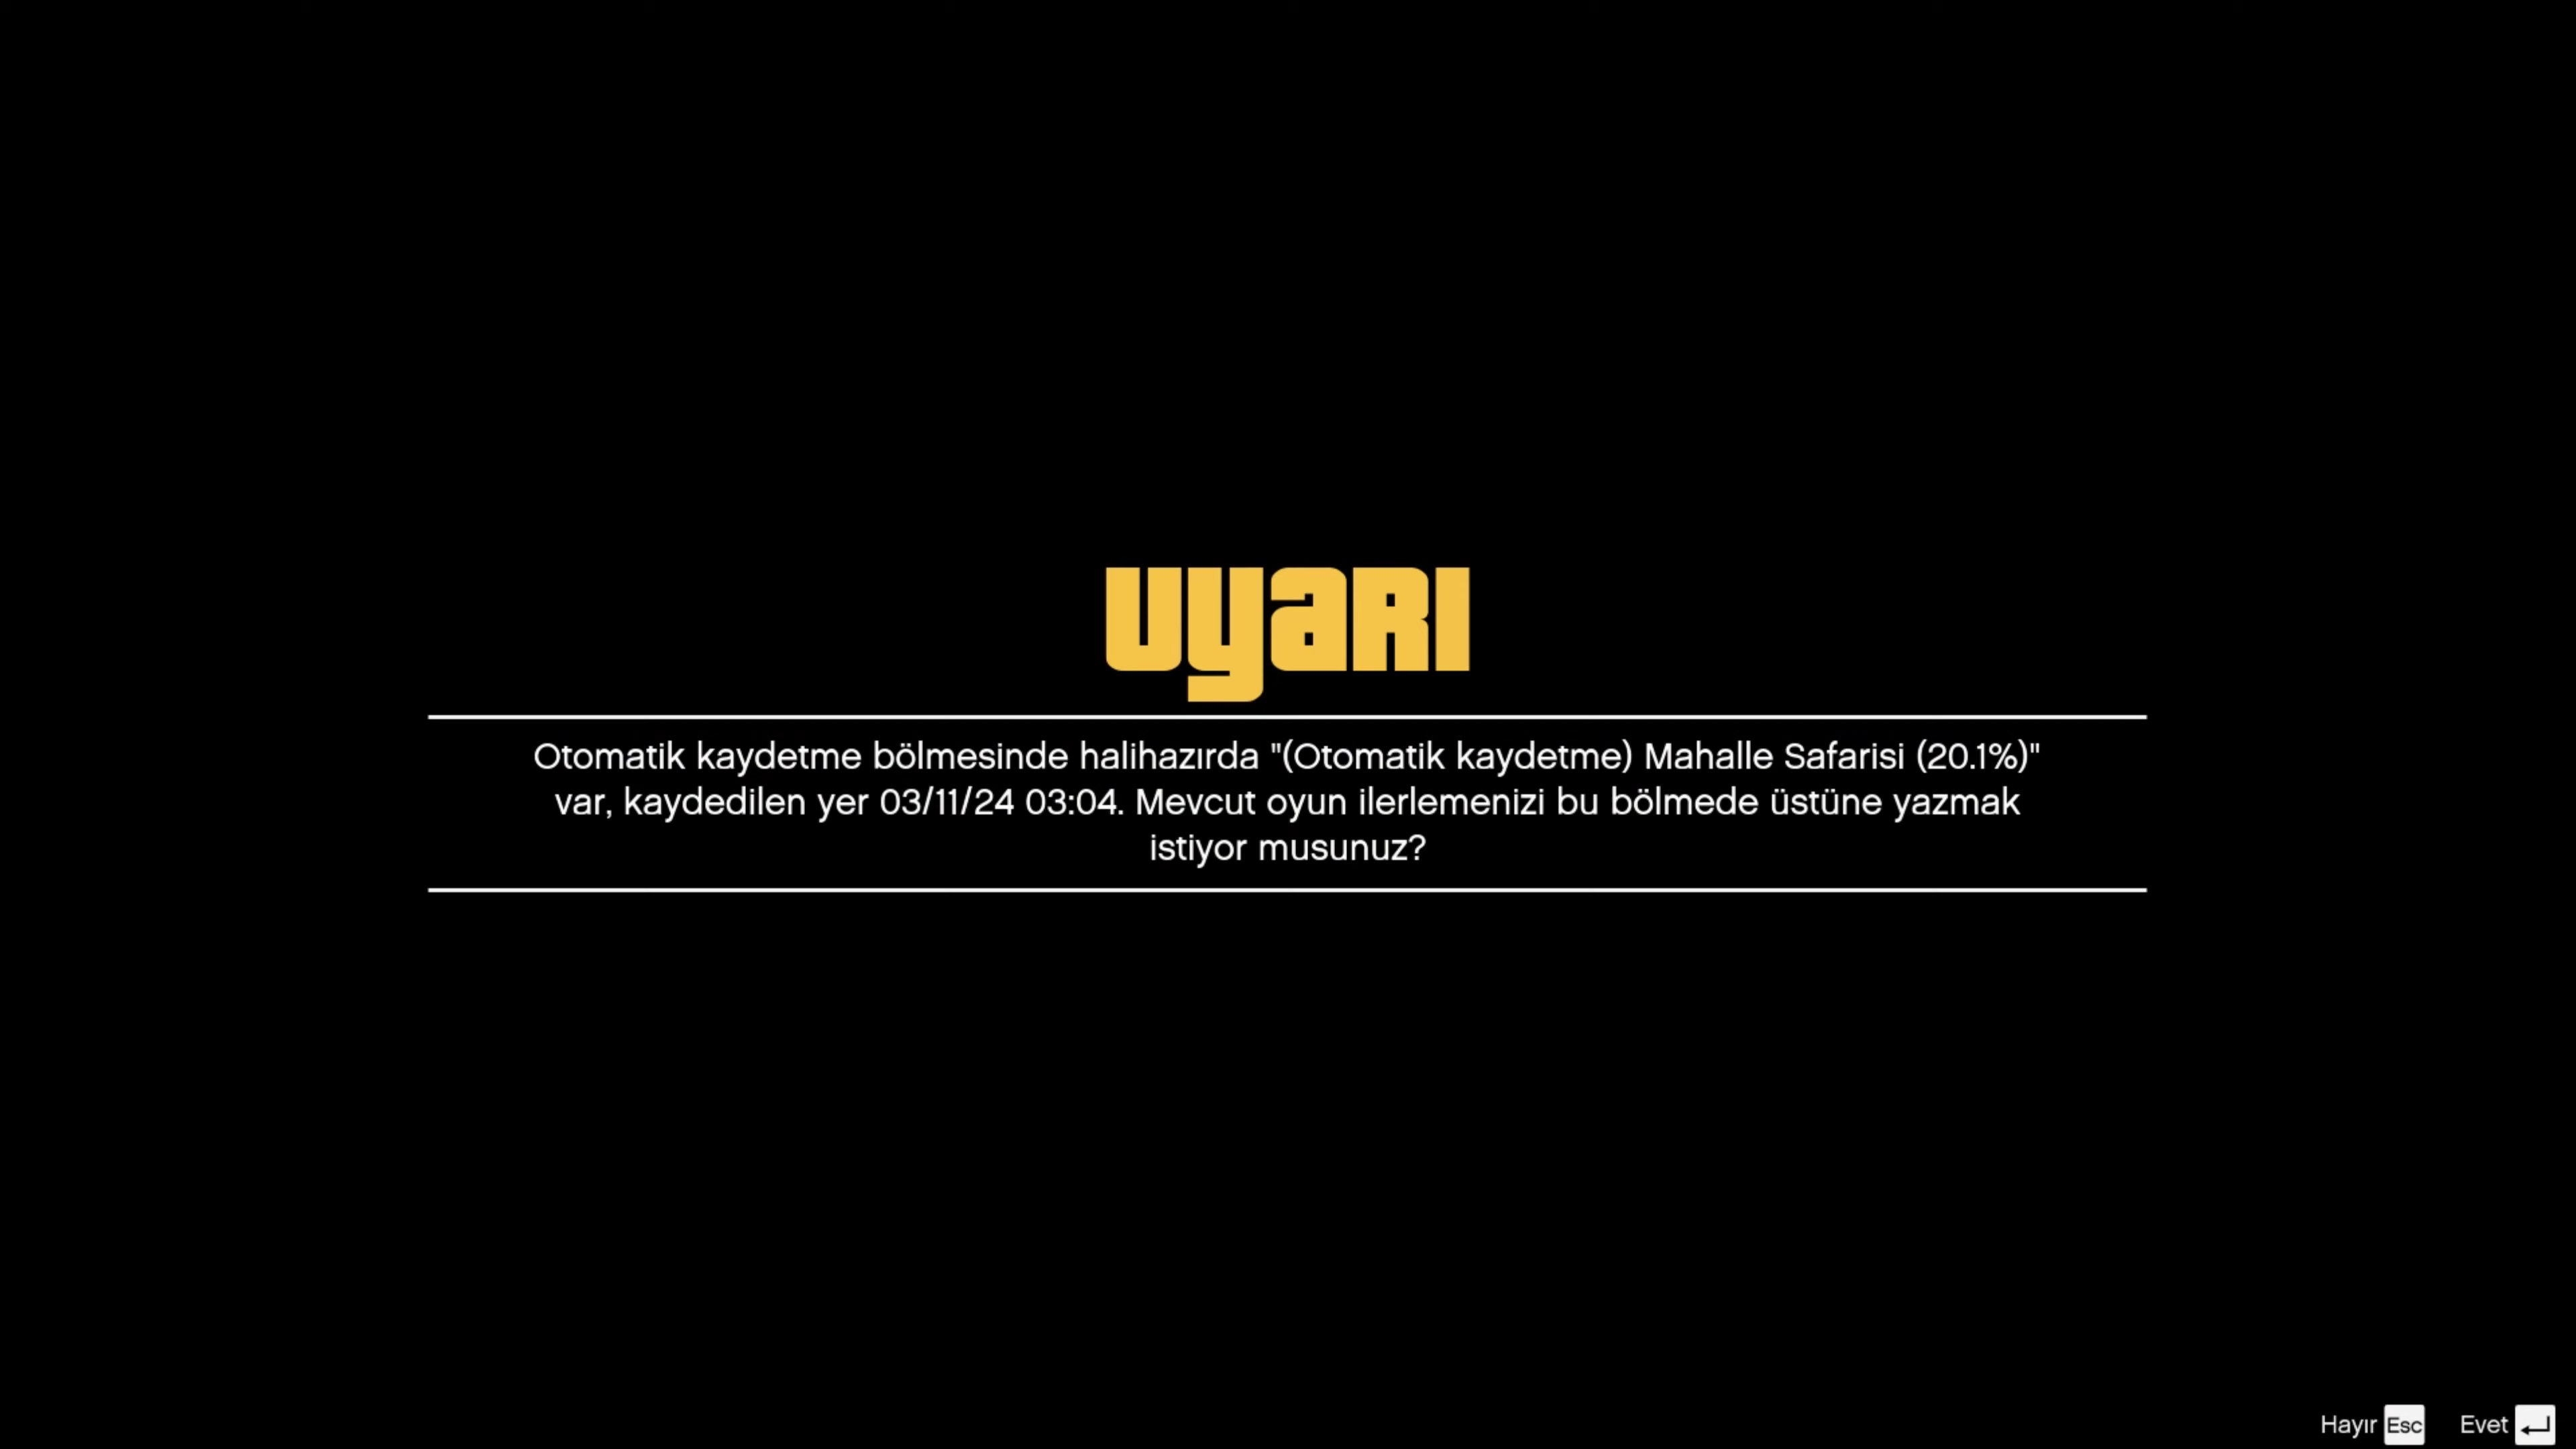 uyarı
Otomatik kaydetme bölmesinde halihazırda "(Otomatik kaydetme) Mahalle Safarisi (20.1%)"
var, kaydedilen yer 03/11/24 03:04. Mevcut oyun ilerlemenizi bu bölmede üstüne yazmak
istiyor musunuz?
Hayır Esc Evet